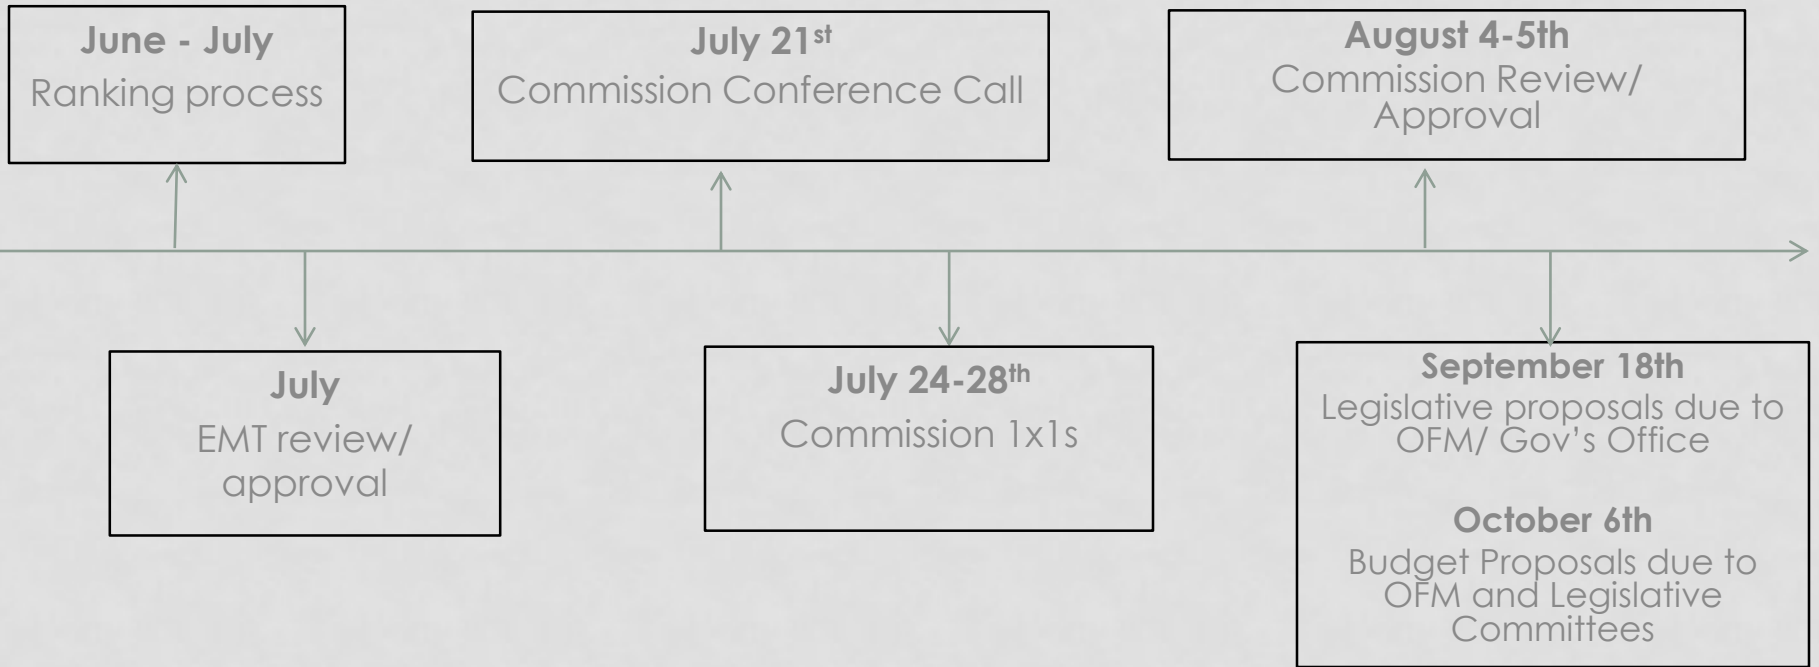 June - July
Ranking process
July 21st
Commission Conference Call
August 4-5th
Commission Review/
Approval
July
EMT review/
approval
July 24-28th
Commission 1x1s
September 18th
Legislative proposals due to
OFM/ Gov’s Office
October 6th
Budget Proposals due to
OFM and Legislative
Committees